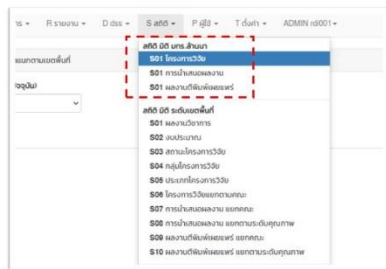 R รายงาน D dss S สถิติ P ผู้ใช้ T ตั้งค่า ADMIN rdi001
สถิติ มิติ มทร.ล้านนา
แยกตามเขตพื้นที่
S01 โครงการวิจัย
S01 การนำเสนอผลงาน
S01 ผลงานตีพิมพ์เผยแพร่
สถิติ มิติ ระดับเขตพื้นที่
S01 ผลงานวิชาการ
S02 งบประมาณ
S03 สถานะโครงการวิจัย
S04 กลุ่มโครงการวิจัย
S05 ประเภทโครงการวิจัย
S06 โครงการวิจัยแยกตามคณะ
S07 การนำเสนอผลงาน แยกคณะ
S08 การนำเสนอผลงาน แยกตามระดับคุณภาพ
S09 ผลงานตีพิมพ์เผยแพร่ แยกคณะ
S10 ผลงานตีพิมพ์เผยแพร่ แยกตามระดับคุณภาพ